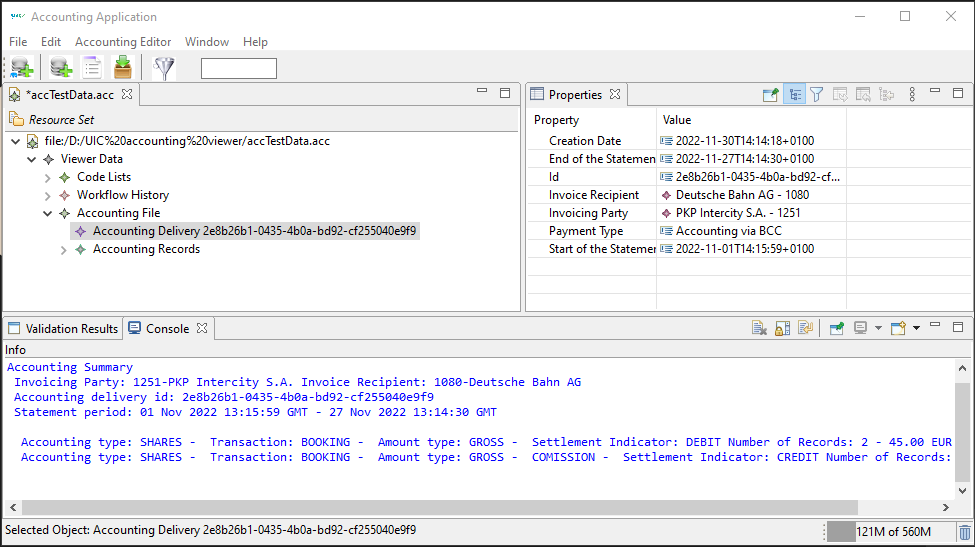 Accounting Application
File Edit Accounting Editor Window Help
*accTestData.acc
Resource Set
file:/D:/UIC%20accounting%20viewer/accTestData.acc
Viewer Data
Code Lists
Workflow History
Accounting File
Accounting Delivery 2e8b26b1-0435-4b0a-bd92-cf255040e9f9
Accounting Records
Properties
Property Value
Creation Date 2022-11-30T14:14:18+0100
End of the Statemen 2022-11-27T14:14:30+0100
Id 2e8b26b1-0435-4b0a-bd92-cf...
Invoice Recipient Deutsche Bahn AG - 1080
Invoicing Party PKP Intercity S.A. - 1251
Payment Type Accounting via BCC
Start of the Statemer 2022-11-01T14:15:59+0100
Validation Results Console
Info
Accounting Summary
Invoicing Party: 1251-PKP Intercity S.A. Invoice Recipient: 1080-Deutsche Bahn AG
Accounting delivery id: 2e8b26b1-0435-4b0a-bd92-cf255040e9f9
Statement period: 01 Nov 2022 13:15:59 GMT - 27 Nov 2022 13:14:30 GMT
Accounting type: SHARES - Transaction: BOOKING - Amount type: GROSS - Settlement Indicator: DEBIT Number of Records: 2 - 45.00 EUR
Accounting type: SHARES - Transaction: BOOKING - Amount type: GROSS - COMISSION - Settlement Indicator: CREDIT Number of Records:
Selected Object: Accounting Delivery 2e8b26b1-0435-4b0a-bd92-cf255040e9f9
121M of 560M